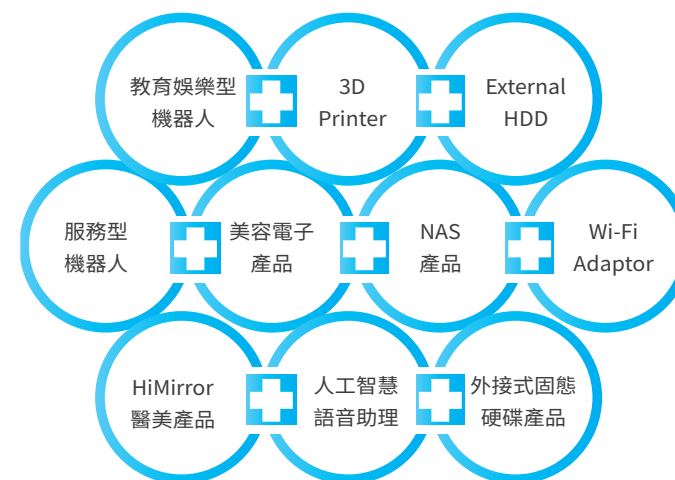 教育娛樂型
機器人
3D
Printer
External
HDD
服務型
機器人
美容電子
產品
NAS
產品
Wi-Fi
Adaptor
HiMirror
醫美產品
人工智慧
語音助理
外接式固態
硬碟產品